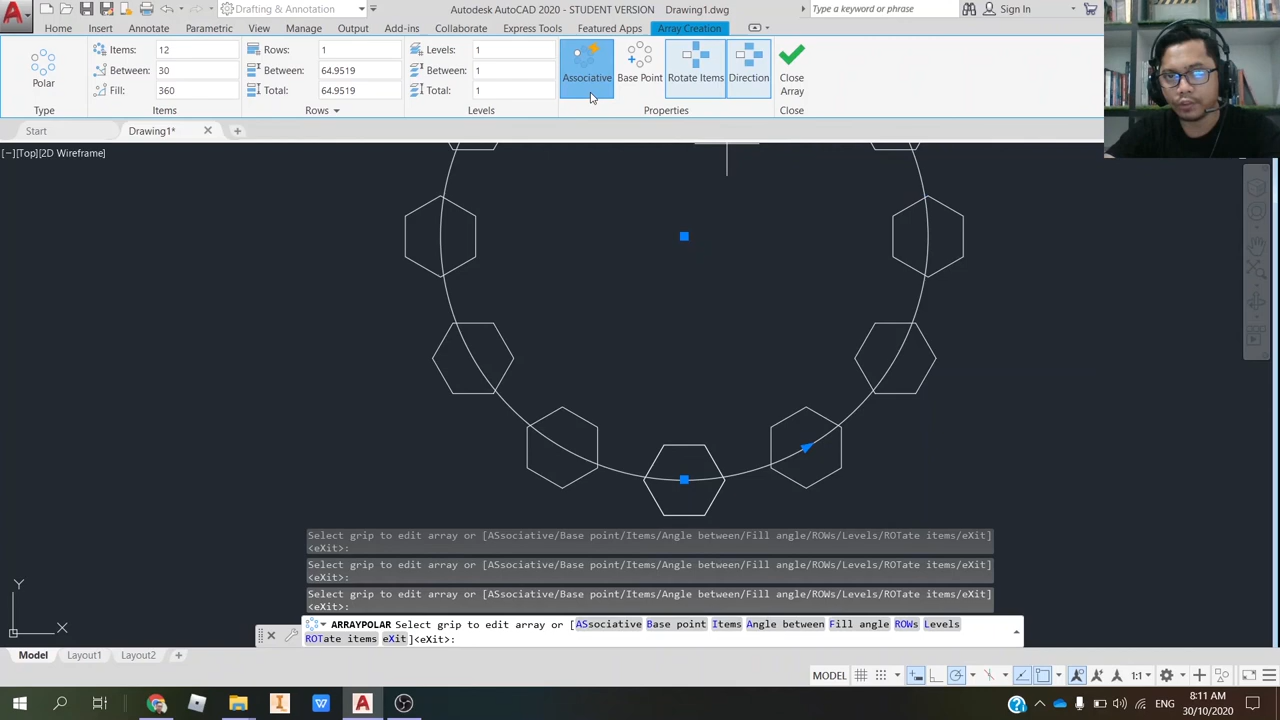 Drafting & Annotation
Autodesk AutoCAD 2020 - STUDENT VERSION Drawing1.dwg
Type a keyword or phrase
Sign In
Home Insert Annotate Parametric View Manage Output Add-ins Collaborate Express Tools Featured Apps Array Creation
Items: 12 Rows: 1 Levels: 1
Between: 30 Between: 64.9519 Between: 1
Fill: 360 Total: 64.9519 Total: 1
Polar Associative Base Point Rotate Items Direction Close
Array
Type Items Rows Levels Properties Close
Start Drawing1*
[−][Top][2D Wireframe]
Select grip to edit array or [ASsociative/Base point/Items/Angle between/Fill angle/ROWs/Levels/ROTate items/eXit]
<eXit>:
Select grip to edit array or [ASsociative/Base point/Items/Angle between/Fill angle/ROWs/Levels/ROTate items/eXit]
<eXit>:
Select grip to edit array or [ASsociative/Base point/Items/Angle between/Fill angle/ROWs/Levels/ROTate items/eXit]
<eXit>:
ARRAYPOLAR Select grip to edit array or [ASsociative Base point Items Angle between Fill angle ROWs Levels
ROTate items eXit]<eXit>:
Y
X
Model Layout1 Layout2
MODEL 1:1
ENG
8:11 AM
30/10/2020